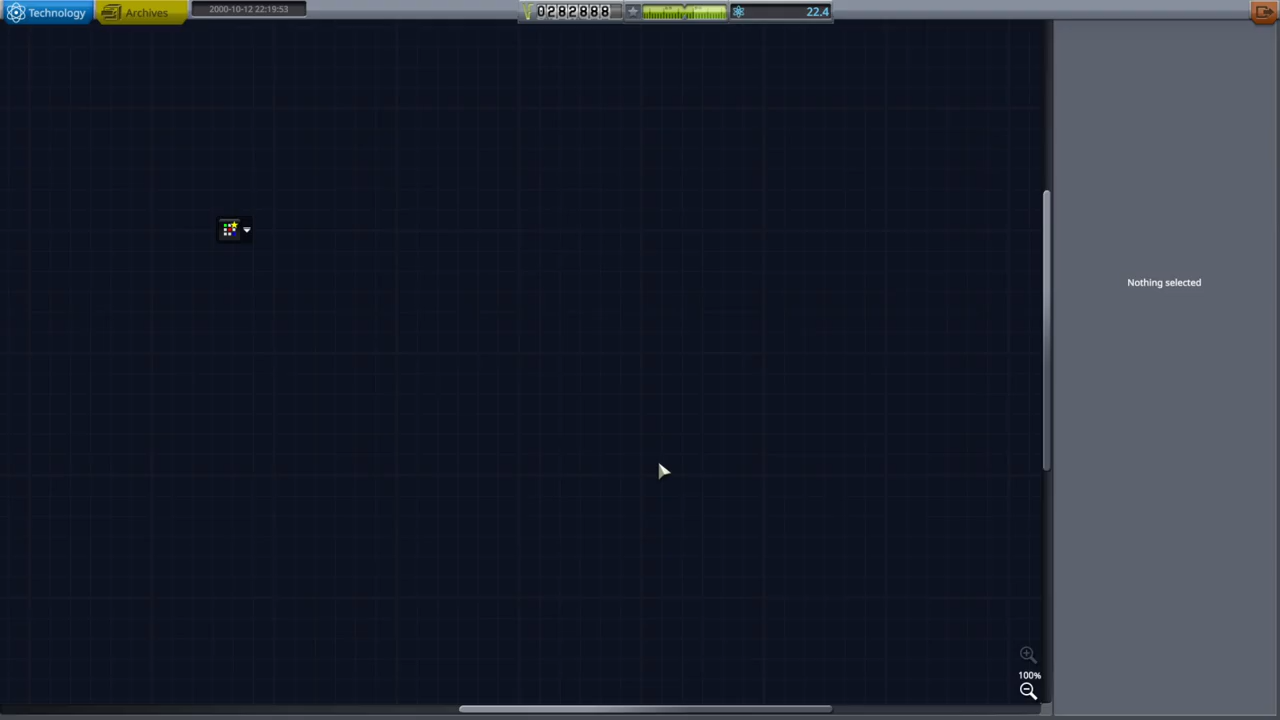 Technology
Archives
2000-10-12 22:19:53
0282888
22.4
Nothing selected
100%